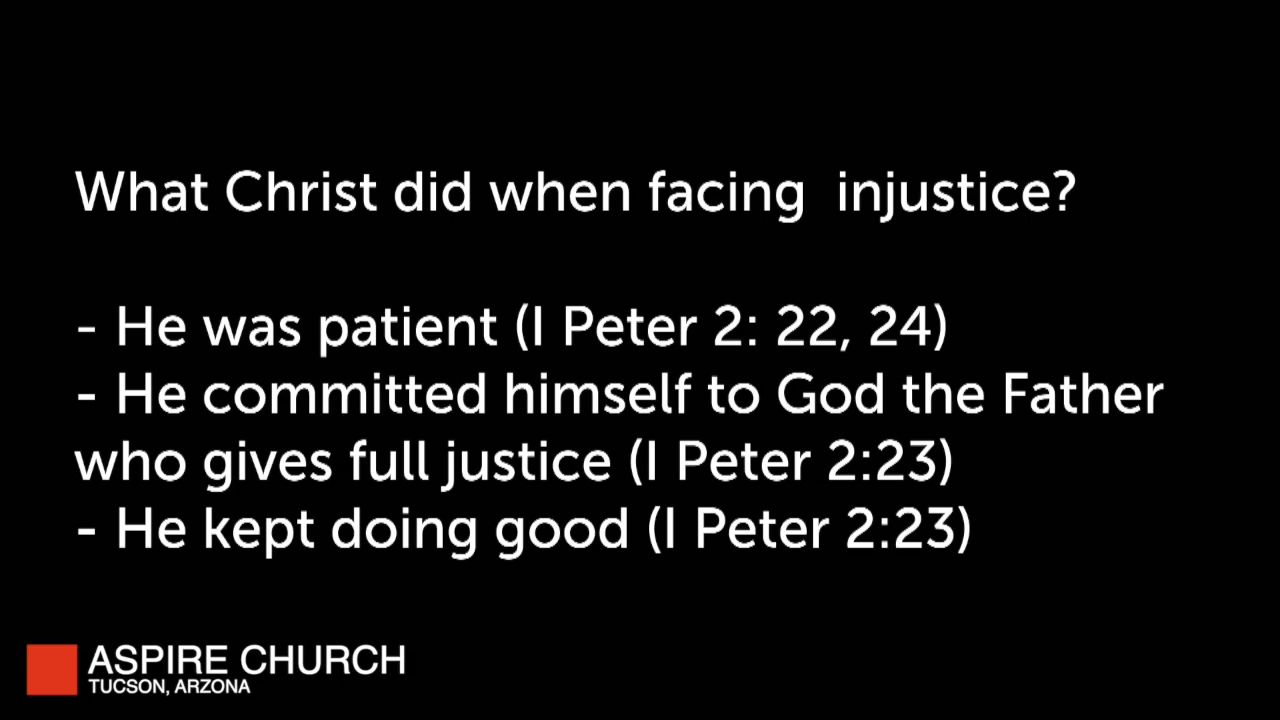 What Christ did when facing  injustice?
- He was patient (I Peter 2: 22, 24)
- He committed himself to God the Father
who gives full justice (I Peter 2:23)
- He kept doing good (I Peter 2:23)
ASPIRE CHURCH
TUCSON, ARZONA